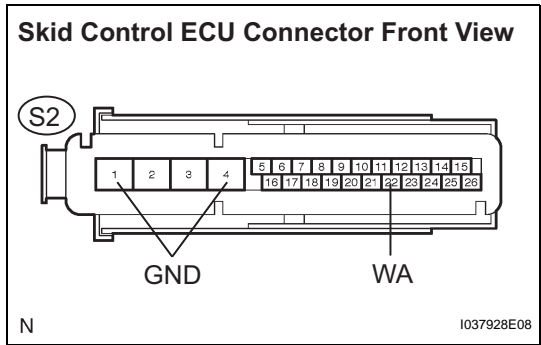 Skid Control ECU Connector Front View
S2
1 2 3 4 5 6 7 8 9 10 11 12 13 14 15
16 17 18 19 20 21 22 23 24 25 26
GND WA
N I037928E08